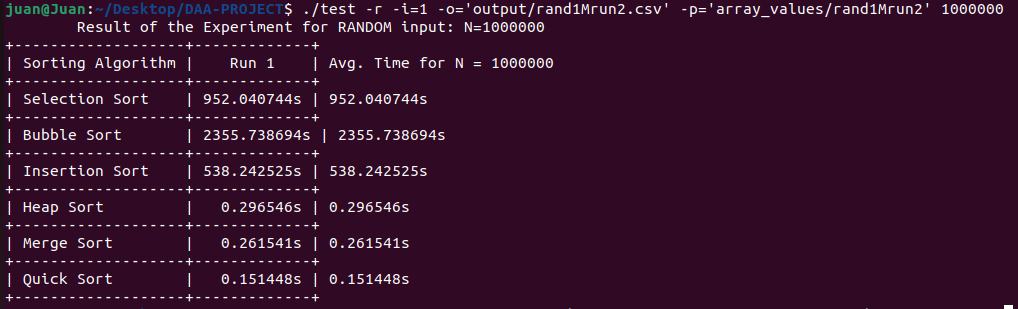 juan@Juan:~/Desktop/DAA-PROJECT$ ./test -r -i=1 -o='output/rand1Mrun2.csv' -p='array_values/rand1Mrun2' 1000000
        Result of the Experiment for RANDOM input: N=1000000
+-------------------+-------------+
| Sorting Algorithm |    Run 1    | Avg. Time for N = 1000000
+-------------------+-------------+
| Selection Sort    | 952.040744s | 952.040744s
+-------------------+-------------+
| Bubble Sort       | 2355.738694s | 2355.738694s
+-------------------+-------------+
| Insertion Sort    | 538.242525s | 538.242525s
+-------------------+-------------+
| Heap Sort         |   0.296546s | 0.296546s
+-------------------+-------------+
| Merge Sort        |   0.261541s | 0.261541s
+-------------------+-------------+
| Quick Sort        |   0.151448s | 0.151448s
+-------------------+-------------+